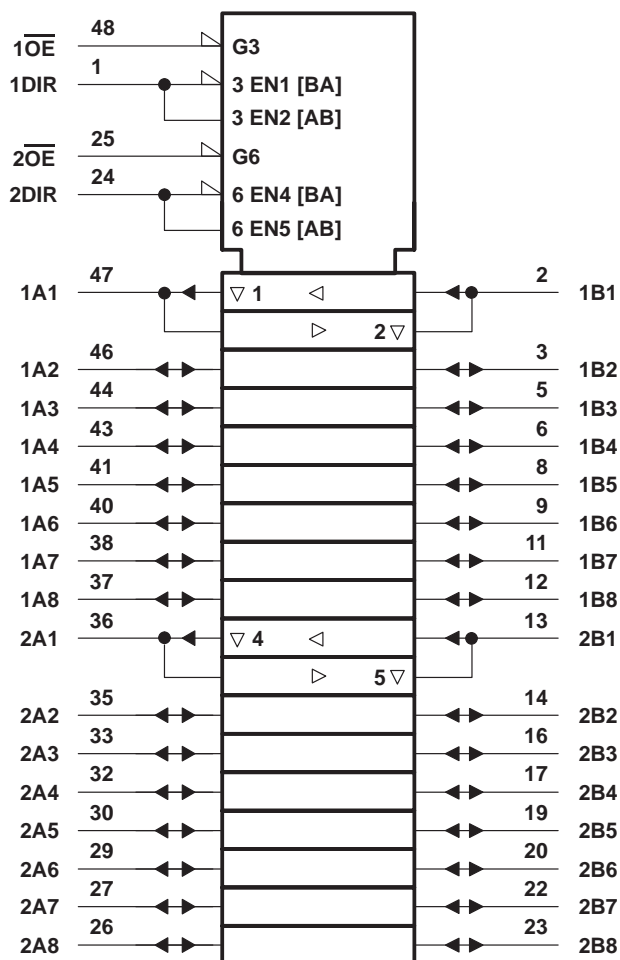 48
1OE G3
1
1DIR 3 EN1 [BA]
3 EN2 [AB]
25
2OE G6
24
2DIR 6 EN4 [BA]
6 EN5 [AB]
47 2
1A1 ▽ 1 ◁ 1B1
▷ 2 ▽
46 3
1A2 1B2
44 5
1A3 1B3
43 6
1A4 1B4
41 8
1A5 1B5
40 9
1A6 1B6
38 11
1A7 1B7
37 12
1A8 1B8
36 13
2A1 ▽ 4 ◁ 2B1
▷ 5 ▽
35 14
2A2 2B2
33 16
2A3 2B3
32 17
2A4 2B4
30 19
2A5 2B5
29 20
2A6 2B6
27 22
2A7 2B7
26 23
2A8 2B8